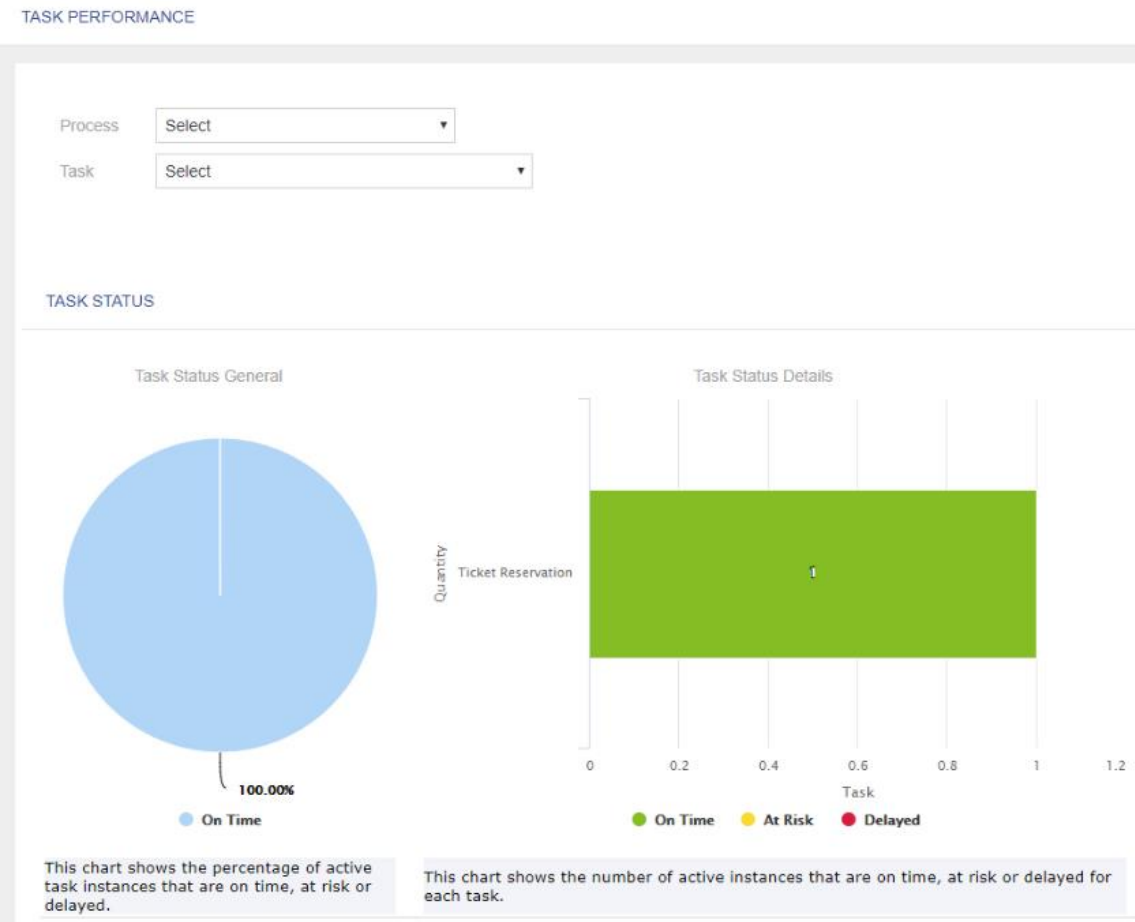 TASK PERFORMANCE
Process
Select
Task
Select
TASK STATUS
Task Status General
100.00%
On Time
This chart shows the percentage of active
task instances that are on time, at risk or
delayed.
Task Status Details
Quantity
Ticket Reservation
1
0 0.2 0.4 0.6 0.8 1 1.2
Task
On Time At Risk Delayed
This chart shows the number of active instances that are on time, at risk or delayed for
each task.